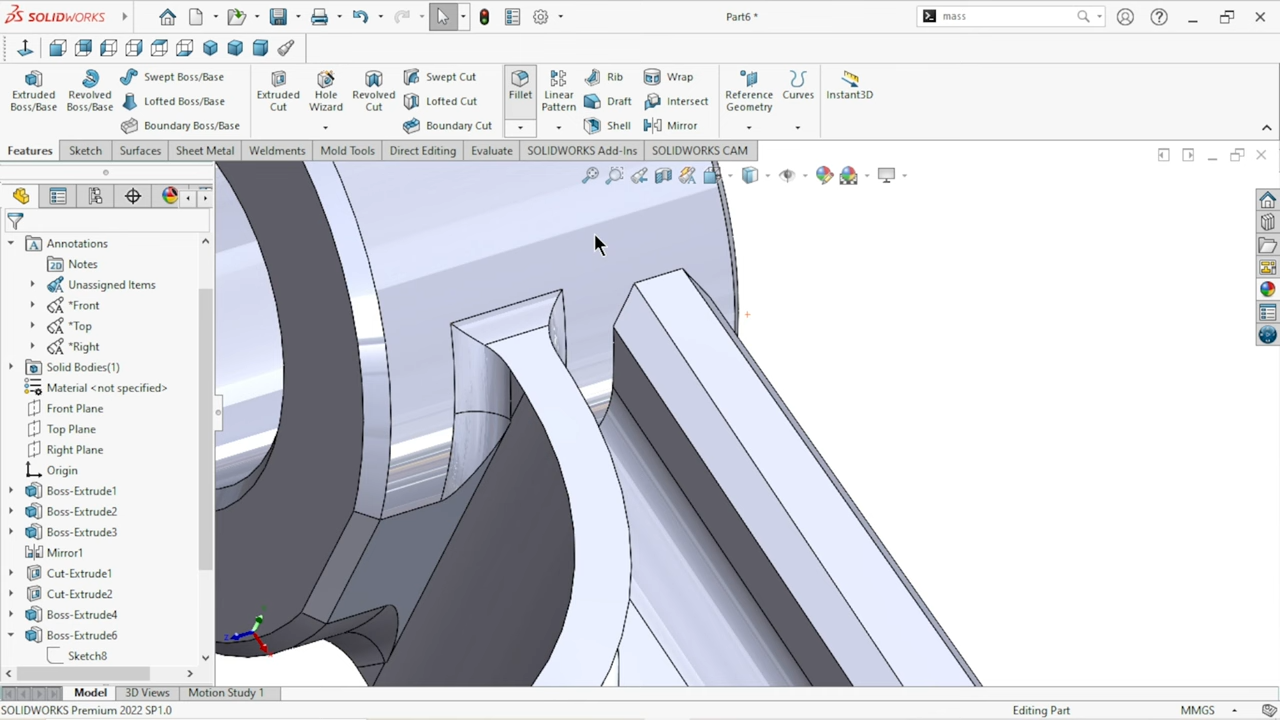 SOLIDWORKS
Part6 *
mass
Extruded Boss/Base
Revolved Boss/Base
Swept Boss/Base
Lofted Boss/Base
Boundary Boss/Base
Extruded Cut
Hole Wizard
Revolved Cut
Swept Cut
Lofted Cut
Boundary Cut
Fillet
Linear Pattern
Rib
Draft
Shell
Wrap
Intersect
Mirror
Reference Geometry
Curves
Instant3D
Features
Sketch
Surfaces
Sheet Metal
Weldments
Mold Tools
Direct Editing
Evaluate
SOLIDWORKS Add-Ins
SOLIDWORKS CAM
Annotations
Notes
Unassigned Items
*Front
*Top
*Right
Solid Bodies(1)
Material <not specified>
Front Plane
Top Plane
Right Plane
Origin
Boss-Extrude1
Boss-Extrude2
Boss-Extrude3
Mirror1
Cut-Extrude1
Cut-Extrude2
Boss-Extrude4
Boss-Extrude6
Sketch8
Model
3D Views
Motion Study 1
SOLIDWORKS Premium 2022 SP1.0
Editing Part
MMGS